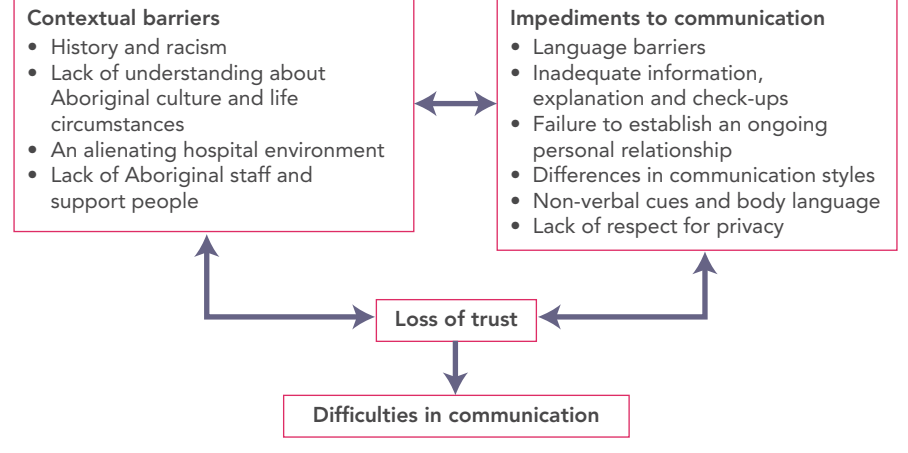 Contextual barriers
• History and racism
• Lack of understanding about
Aboriginal culture and life
circumstances
• An alienating hospital environment
• Lack of Aboriginal staff and
support people
Impediments to communication
• Language barriers
• Inadequate information,
explanation and check-ups
• Failure to establish an ongoing
personal relationship
• Differences in communication styles
• Non-verbal cues and body language
• Lack of respect for privacy
Loss of trust
Difficulties in communication